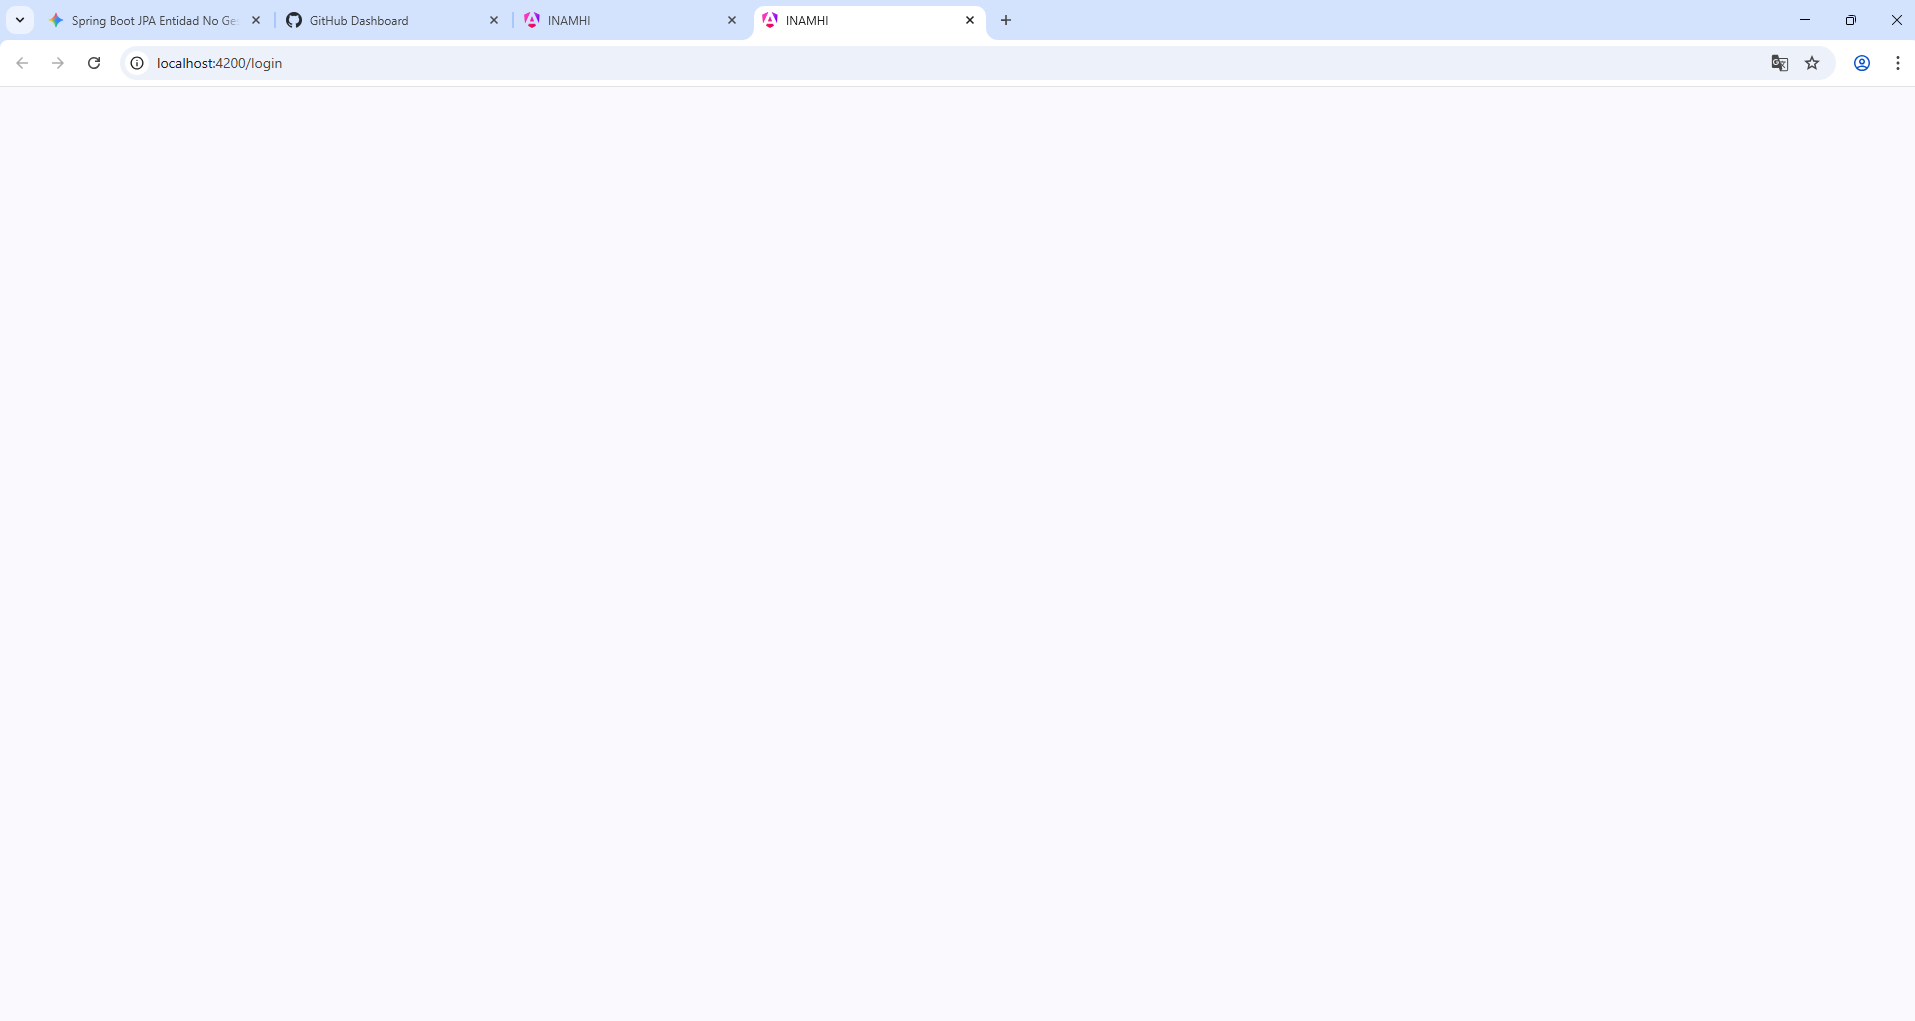 Spring Boot JPA Entidad No Ge
GitHub Dashboard
INAMHI
INAMHI
localhost:4200/login